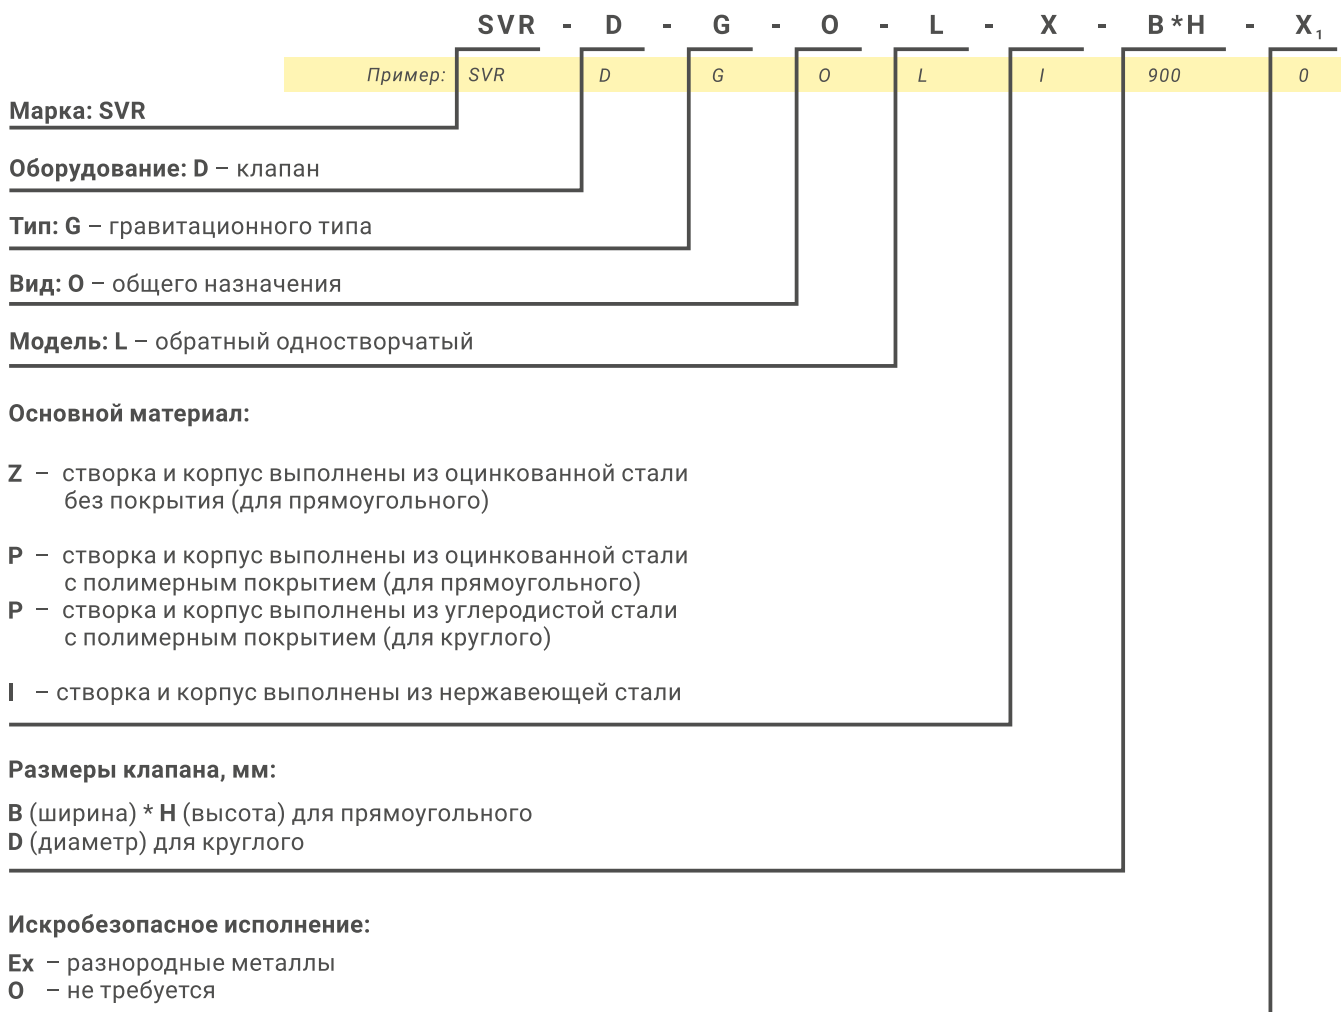 SVR - D - G - O - L - X - B*H - X₁
Пример: SVR D G O L I 900 0
Марка: SVR
Оборудование: D – клапан
Тип: G – гравитационного типа
Вид: O – общего назначения
Модель: L – обратный одностворчатый
Основной материал:
Z – створка и корпус выполнены из оцинкованной стали
без покрытия (для прямоугольного)
P – створка и корпус выполнены из оцинкованной стали
с полимерным покрытием (для прямоугольного)
P – створка и корпус выполнены из углеродистой стали
с полимерным покрытием (для круглого)
I – створка и корпус выполнены из нержавеющей стали
Размеры клапана, мм:
B (ширина) * H (высота) для прямоугольного
D (диаметр) для круглого
Искробезопасное исполнение:
Ex – разнородные металлы
O – не требуется